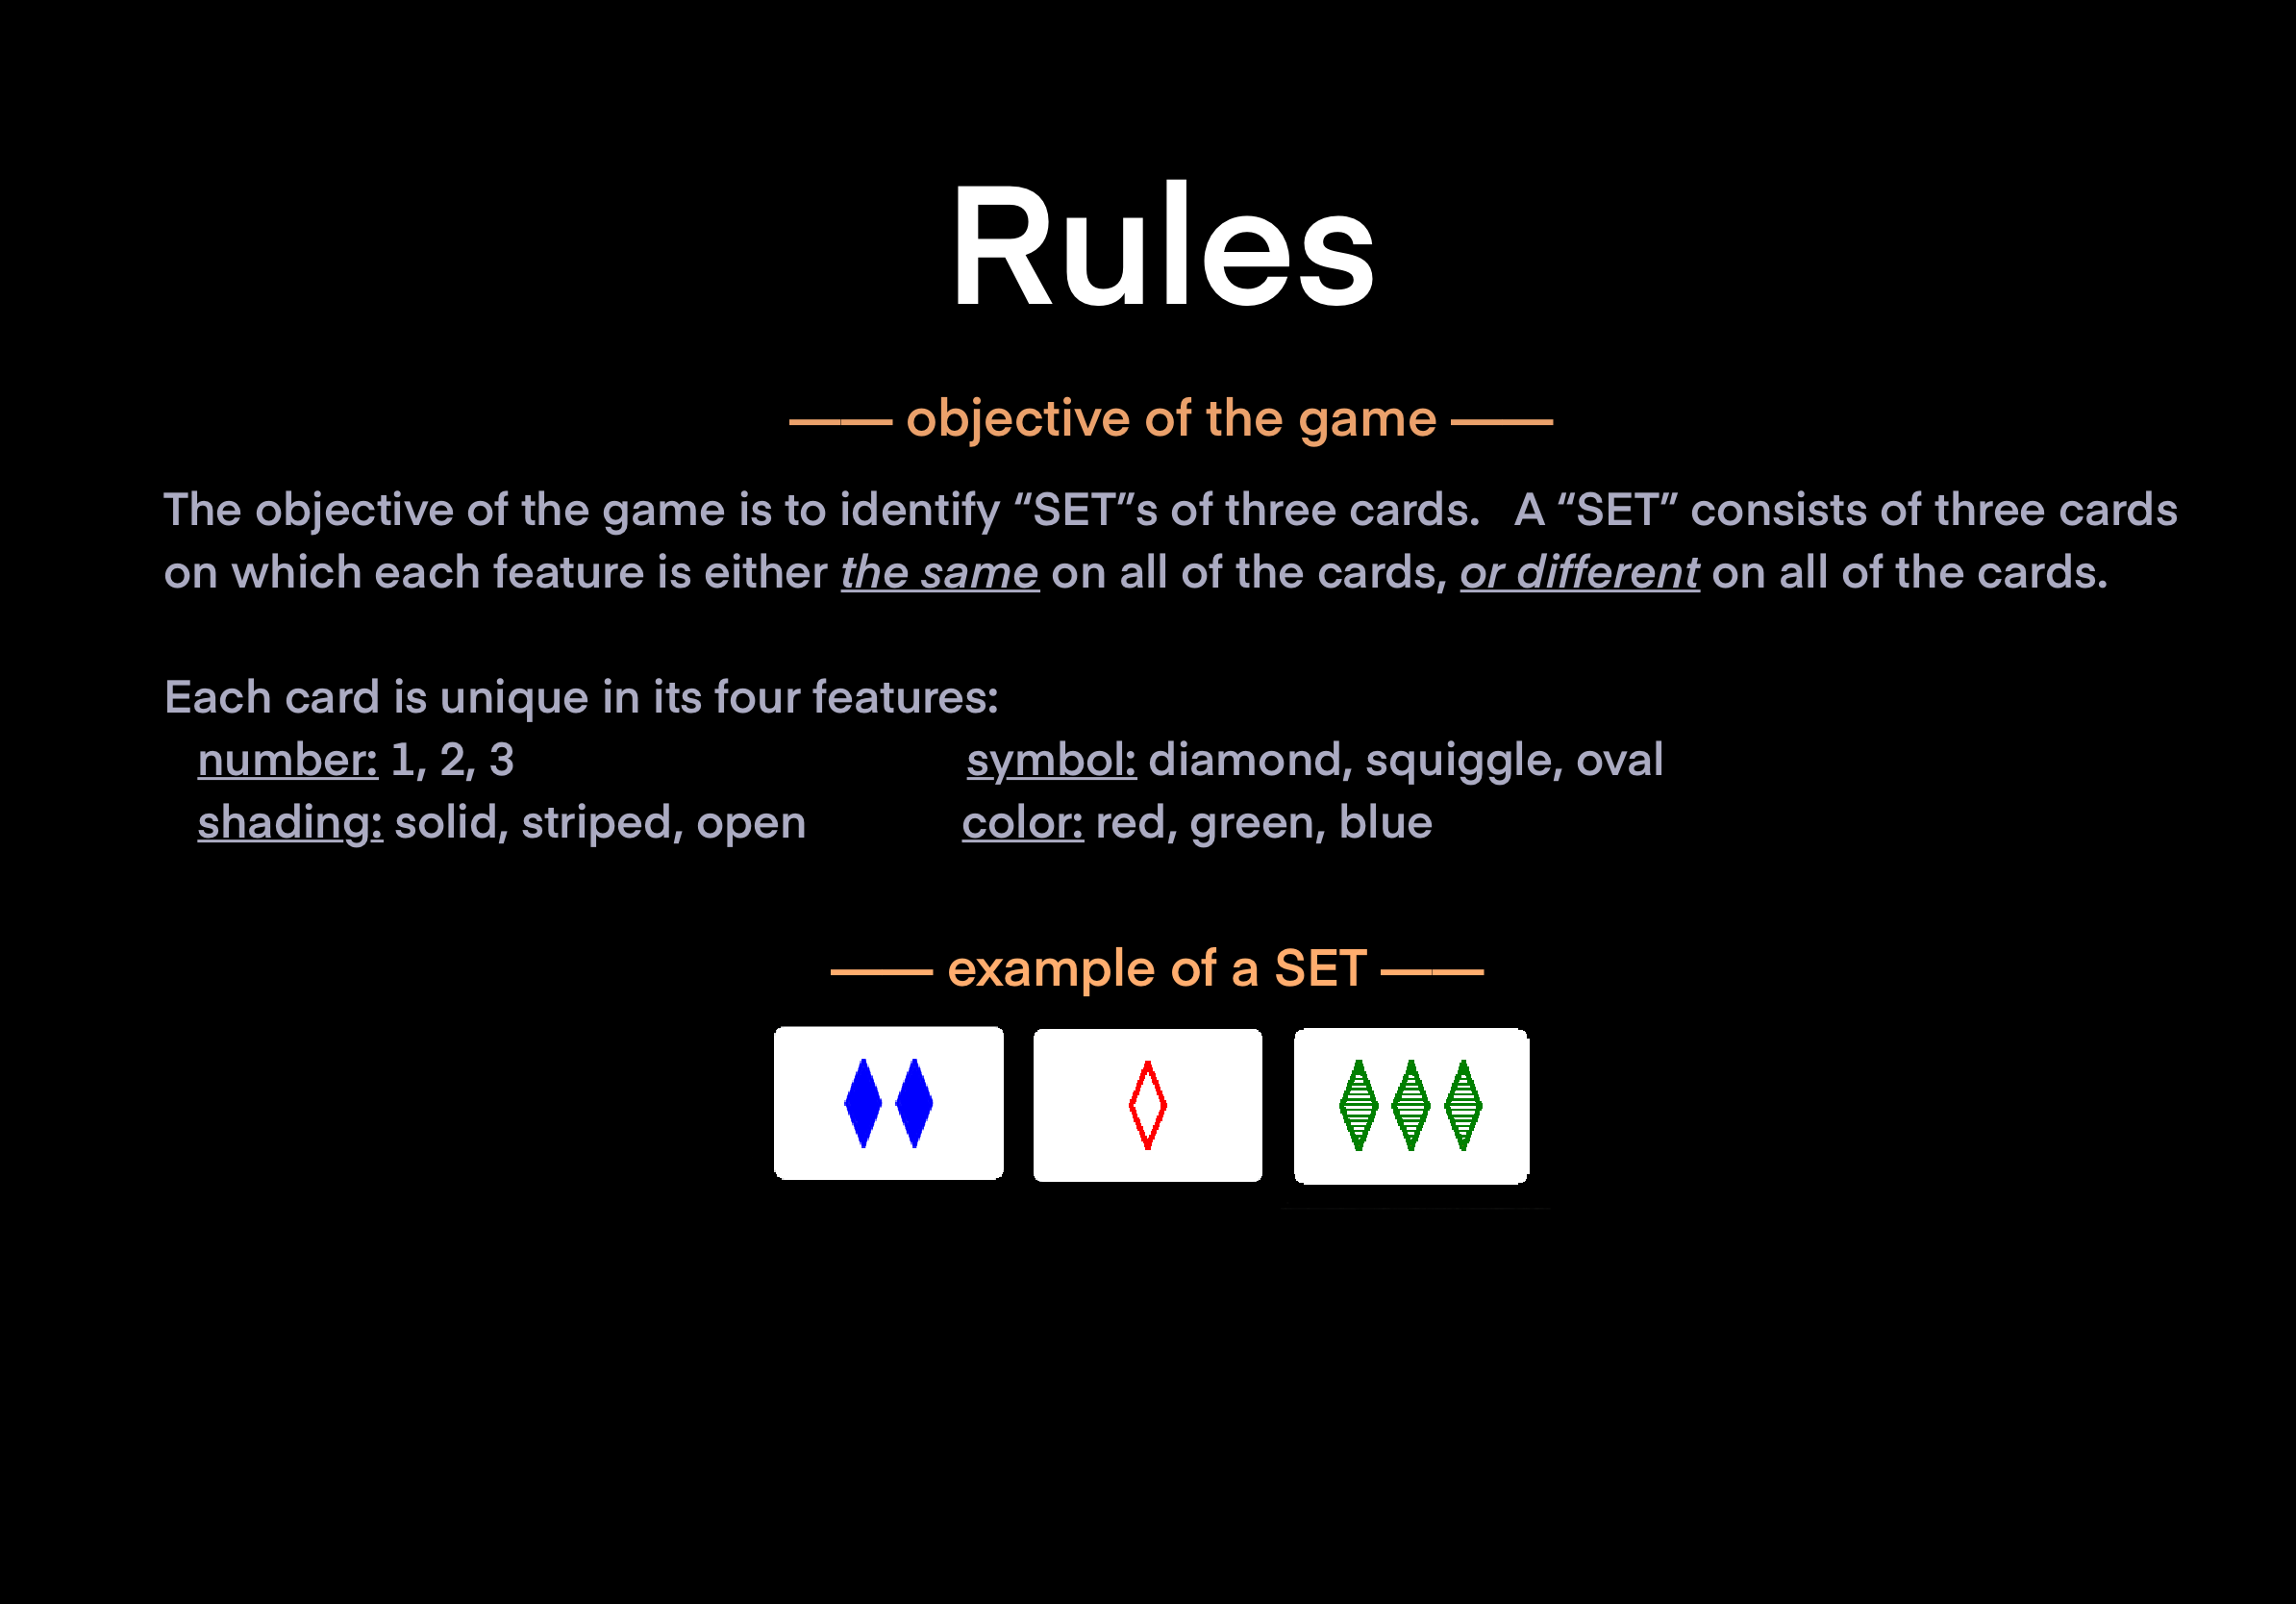 Rules
—— objective of the game ——
The objective of the game is to identify “SET”s of three cards. A “SET” consists of three cards
on which each feature is either the same on all of the cards, or different on all of the cards.
Each card is unique in its four features:
number: 1, 2, 3 symbol: diamond, squiggle, oval
shading: solid, striped, open color: red, green, blue
—— example of a SET ——